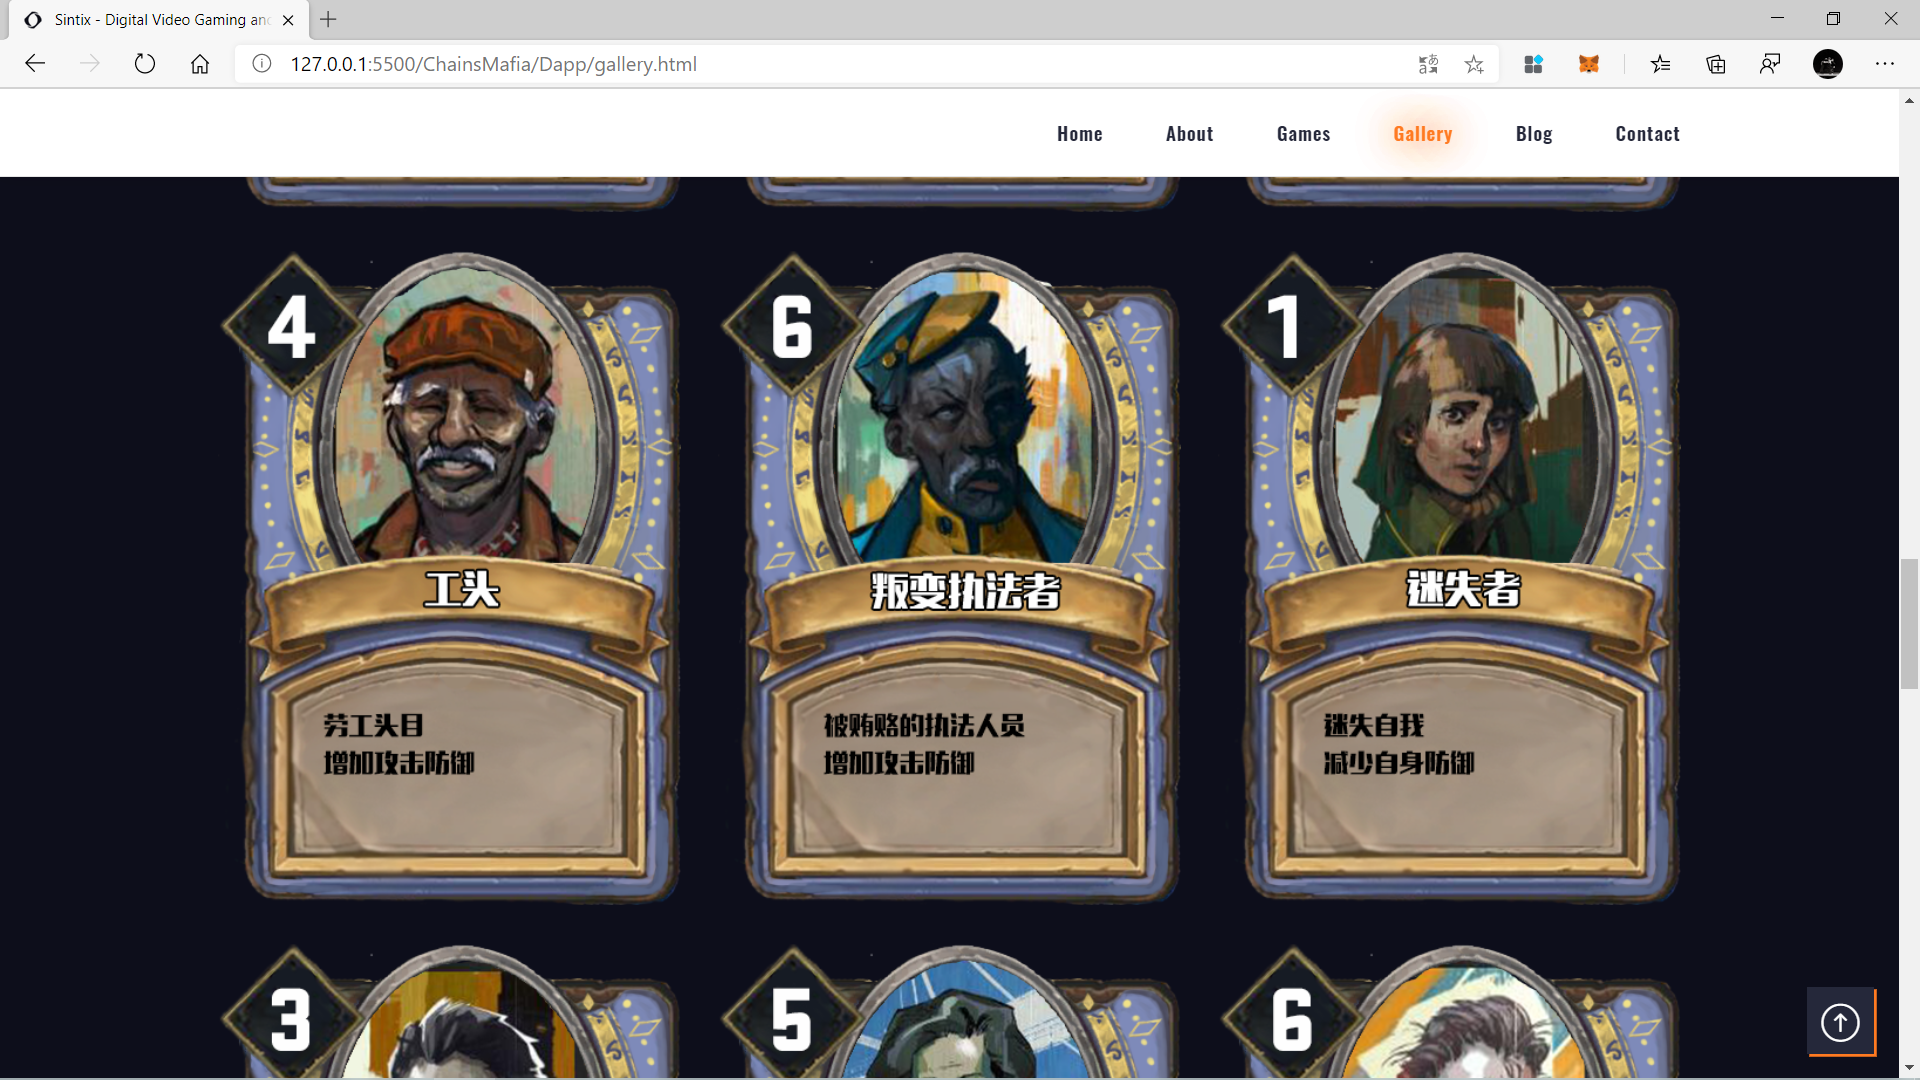 Sintix - Digital Video Gaming an
127.0.0.1:5500/ChainsMafia/Dapp/gallery.html
Home About Games Gallery Blog Contact
4
6
1
工头
叛变执法者
迷失者
劳工头目
增加攻击防御
被贿赂的执法人员
增加攻击防御
迷失自我
减少自身防御
3
5
6